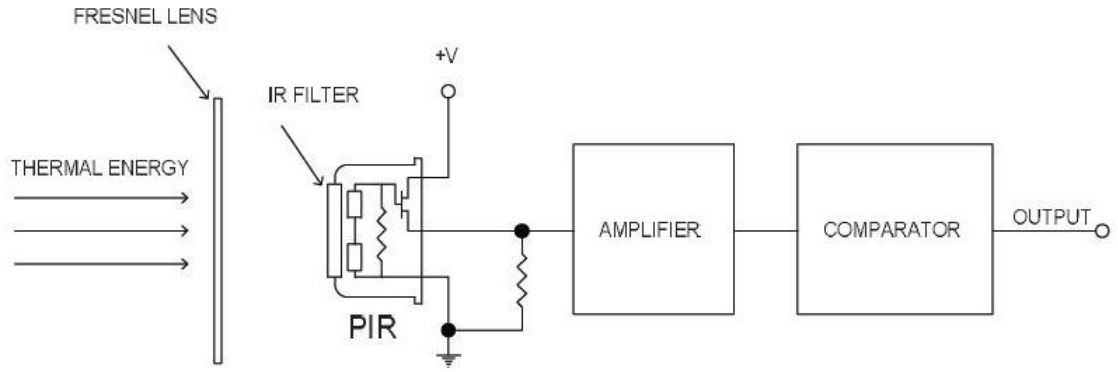 FRESNEL LENS
+V
IR FILTER
THERMAL ENERGY
AMPLIFIER
COMPARATOR
OUTPUT
PIR